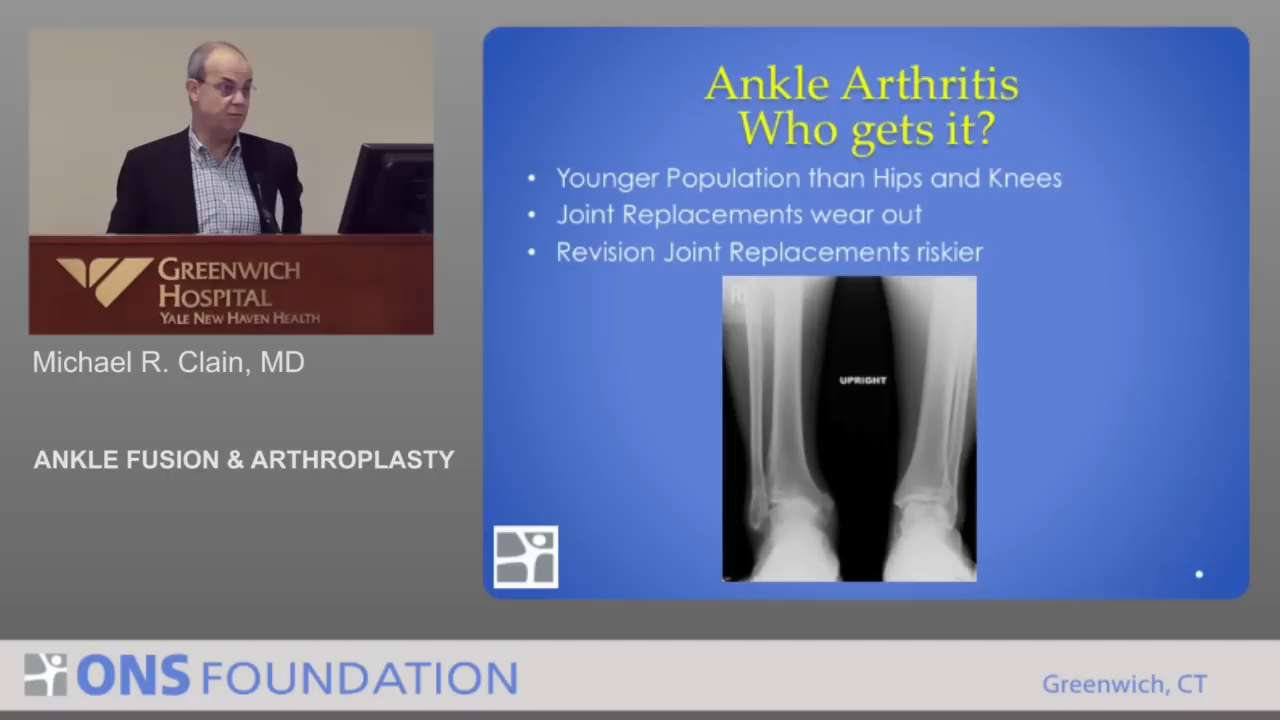 GREENWICH
HOSPITAL
YALE NEW HAVEN HEALTH
Michael R. Clain, MD
ANKLE FUSION & ARTHROPLASTY
Ankle Arthritis
Who gets it?
• Younger Population than Hips and Knees
• Joint Replacements wear out
• Revision Joint Replacements riskier
R
UPRIGHT
ONS FOUNDATION
Greenwich, CT